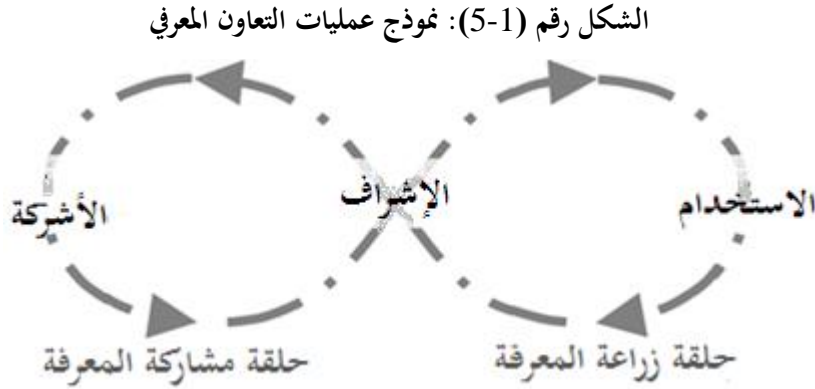 الشكل رقم (1-5): نموذج عمليات التعاون المعرفي
الاستخدام
الإشراف
الأشركة
حلقة زراعة المعرفة
حلقة مشاركة المعرفة